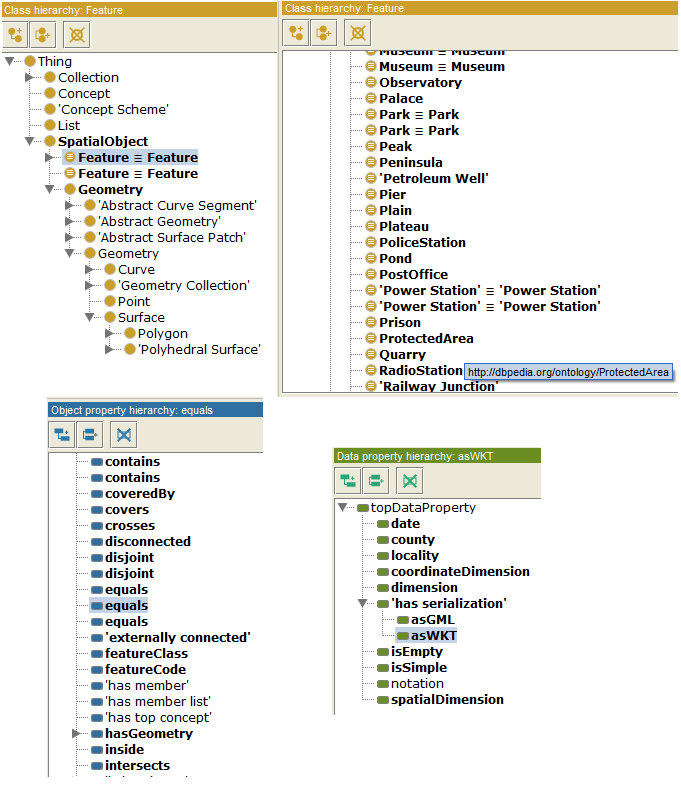 Class hierarchy: Feature
Thing
Collection
Concept
'Concept Scheme'
List
SpatialObject
Feature ≡ Feature
Feature ≡ Feature
Geometry
'Abstract Curve Segment'
'Abstract Geometry'
'Abstract Surface Patch'
Geometry
Curve
'Geometry Collection'
Point
Surface
Polygon
'Polyhedral Surface'
Class hierarchy: Feature
Museum ≡ Museum
Museum ≡ Museum
Observatory
Palace
Park ≡ Park
Park ≡ Park
Peak
Peninsula
'Petroleum Well'
Pier
Plain
Plateau
PoliceStation
Pond
PostOffice
'Power Station' ≡ 'Power Station'
'Power Station' ≡ 'Power Station'
Prison
ProtectedArea
Quarry
RadioStation
http://dbpedia.org/ontology/ProtectedArea
'Railway Junction'
Object property hierarchy: equals
contains
contains
coveredBy
covers
crosses
disconnected
disjoint
disjoint
equals
equals
equals
'externally connected'
featureClass
featureCode
'has member'
'has member list'
'has top concept'
hasGeometry
inside
intersects
Data property hierarchy: asWKT
topDataProperty
date
county
locality
coordinateDimension
dimension
'has serialization'
asGML
asWKT
isEmpty
isSimple
notation
spatialDimension